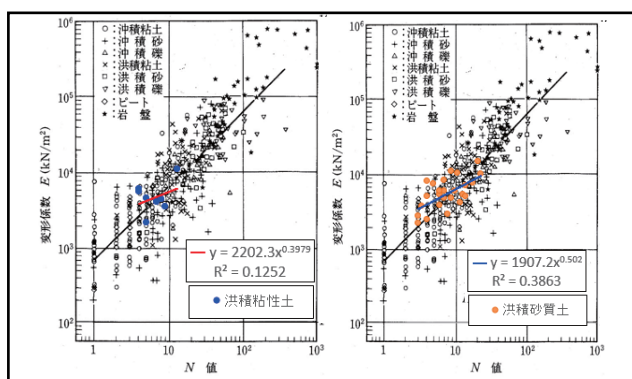 10⁶
○ : 沖積粘土
+ : 沖積砂
△ : 沖積礫
× : 洪積粘土
□ : 洪積砂
▽ : 洪積礫
◇ : ピート
★ : 岩盤
10⁵
10⁴
10³
10²
変形係数 E (kN/m²)
1
10
10²
10³
N 値
y = 2202.3x^0.3979
R² = 0.1252
洪積粘性土
10⁶
○ : 沖積粘土
+ : 沖積砂
△ : 沖積礫
× : 洪積粘土
□ : 洪積砂
▽ : 洪積礫
◇ : ピート
★ : 岩盤
10⁵
10⁴
10³
10²
変形係数 E (kN/m²)
1
10
10²
10³
N 値
y = 1907.2x^0.502
R² = 0.3863
洪積砂質土